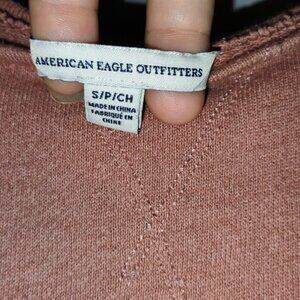 AMERICAN EAGLE OUTFITTERS
S/P/CH
MADE IN CHINA
FABRIQUÉ EN
CHINE